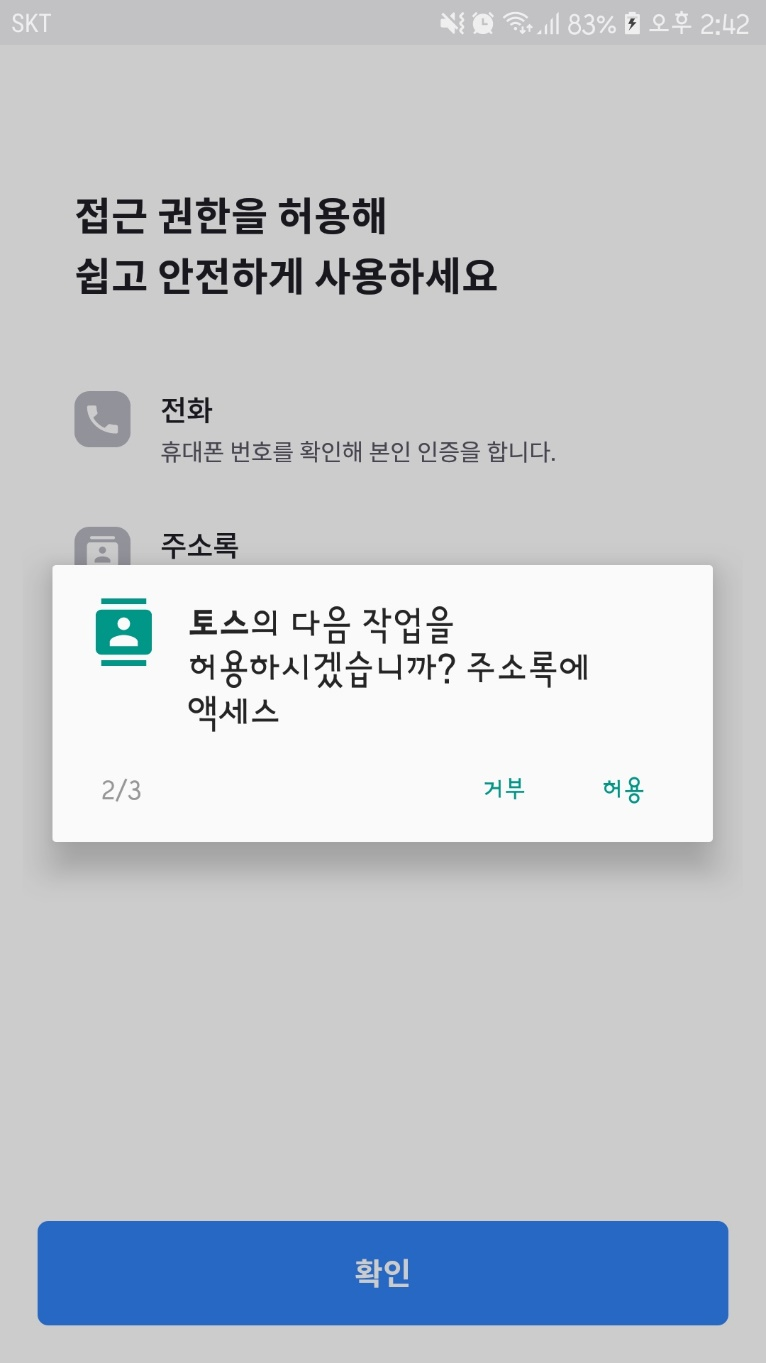 SKT 83% 오후 2:42
접근 권한을 허용해
쉽고 안전하게 사용하세요
전화
휴대폰 번호를 확인해 본인 인증을 합니다.
주소록
토스의 다음 작업을
허용하시겠습니까? 주소록에
액세스
2/3 거부 허용
확인